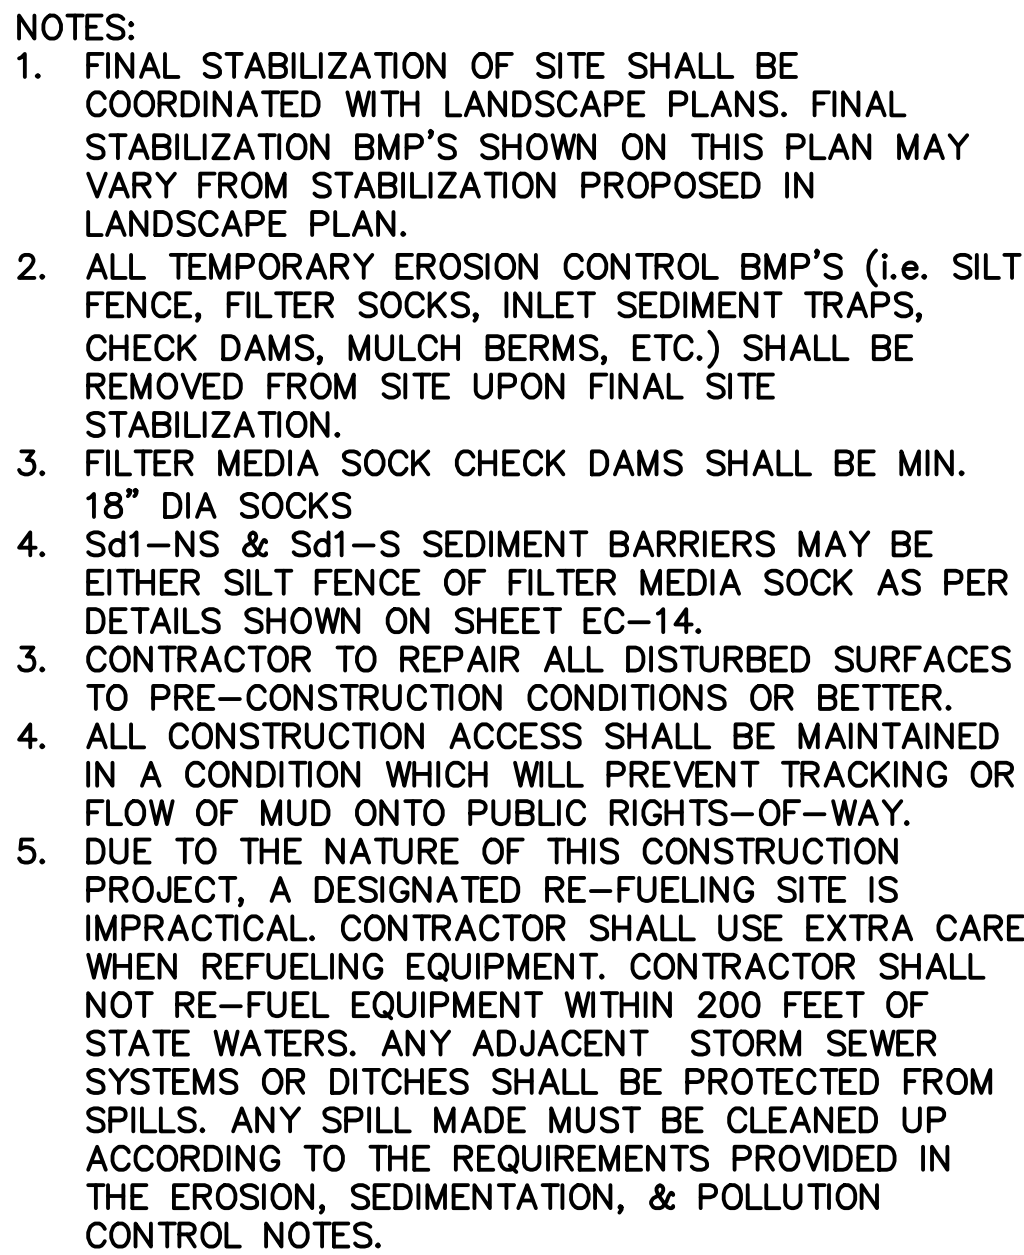 NOTES:
1. FINAL STABILIZATION OF SITE SHALL BE
COORDINATED WITH LANDSCAPE PLANS. FINAL
STABILIZATION BMP'S SHOWN ON THIS PLAN MAY
VARY FROM STABILIZATION PROPOSED IN
LANDSCAPE PLAN.
2. ALL TEMPORARY EROSION CONTROL BMP'S (i.e. SILT
FENCE, FILTER SOCKS, INLET SEDIMENT TRAPS,
CHECK DAMS, MULCH BERMS, ETC.) SHALL BE
REMOVED FROM SITE UPON FINAL SITE
STABILIZATION.
3. FILTER MEDIA SOCK CHECK DAMS SHALL BE MIN.
18" DIA SOCKS
4. Sd1-NS & Sd1-S SEDIMENT BARRIERS MAY BE
EITHER SILT FENCE OF FILTER MEDIA SOCK AS PER
DETAILS SHOWN ON SHEET EC-14.
3. CONTRACTOR TO REPAIR ALL DISTURBED SURFACES
TO PRE-CONSTRUCTION CONDITIONS OR BETTER.
4. ALL CONSTRUCTION ACCESS SHALL BE MAINTAINED
IN A CONDITION WHICH WILL PREVENT TRACKING OR
FLOW OF MUD ONTO PUBLIC RIGHTS-OF-WAY.
5. DUE TO THE NATURE OF THIS CONSTRUCTION
PROJECT, A DESIGNATED RE-FUELING SITE IS
IMPRACTICAL. CONTRACTOR SHALL USE EXTRA CARE
WHEN REFUELING EQUIPMENT. CONTRACTOR SHALL
NOT RE-FUEL EQUIPMENT WITHIN 200 FEET OF
STATE WATERS. ANY ADJACENT STORM SEWER
SYSTEMS OR DITCHES SHALL BE PROTECTED FROM
SPILLS. ANY SPILL MADE MUST BE CLEANED UP
ACCORDING TO THE REQUIREMENTS PROVIDED IN
THE EROSION, SEDIMENTATION, & POLLUTION
CONTROL NOTES.